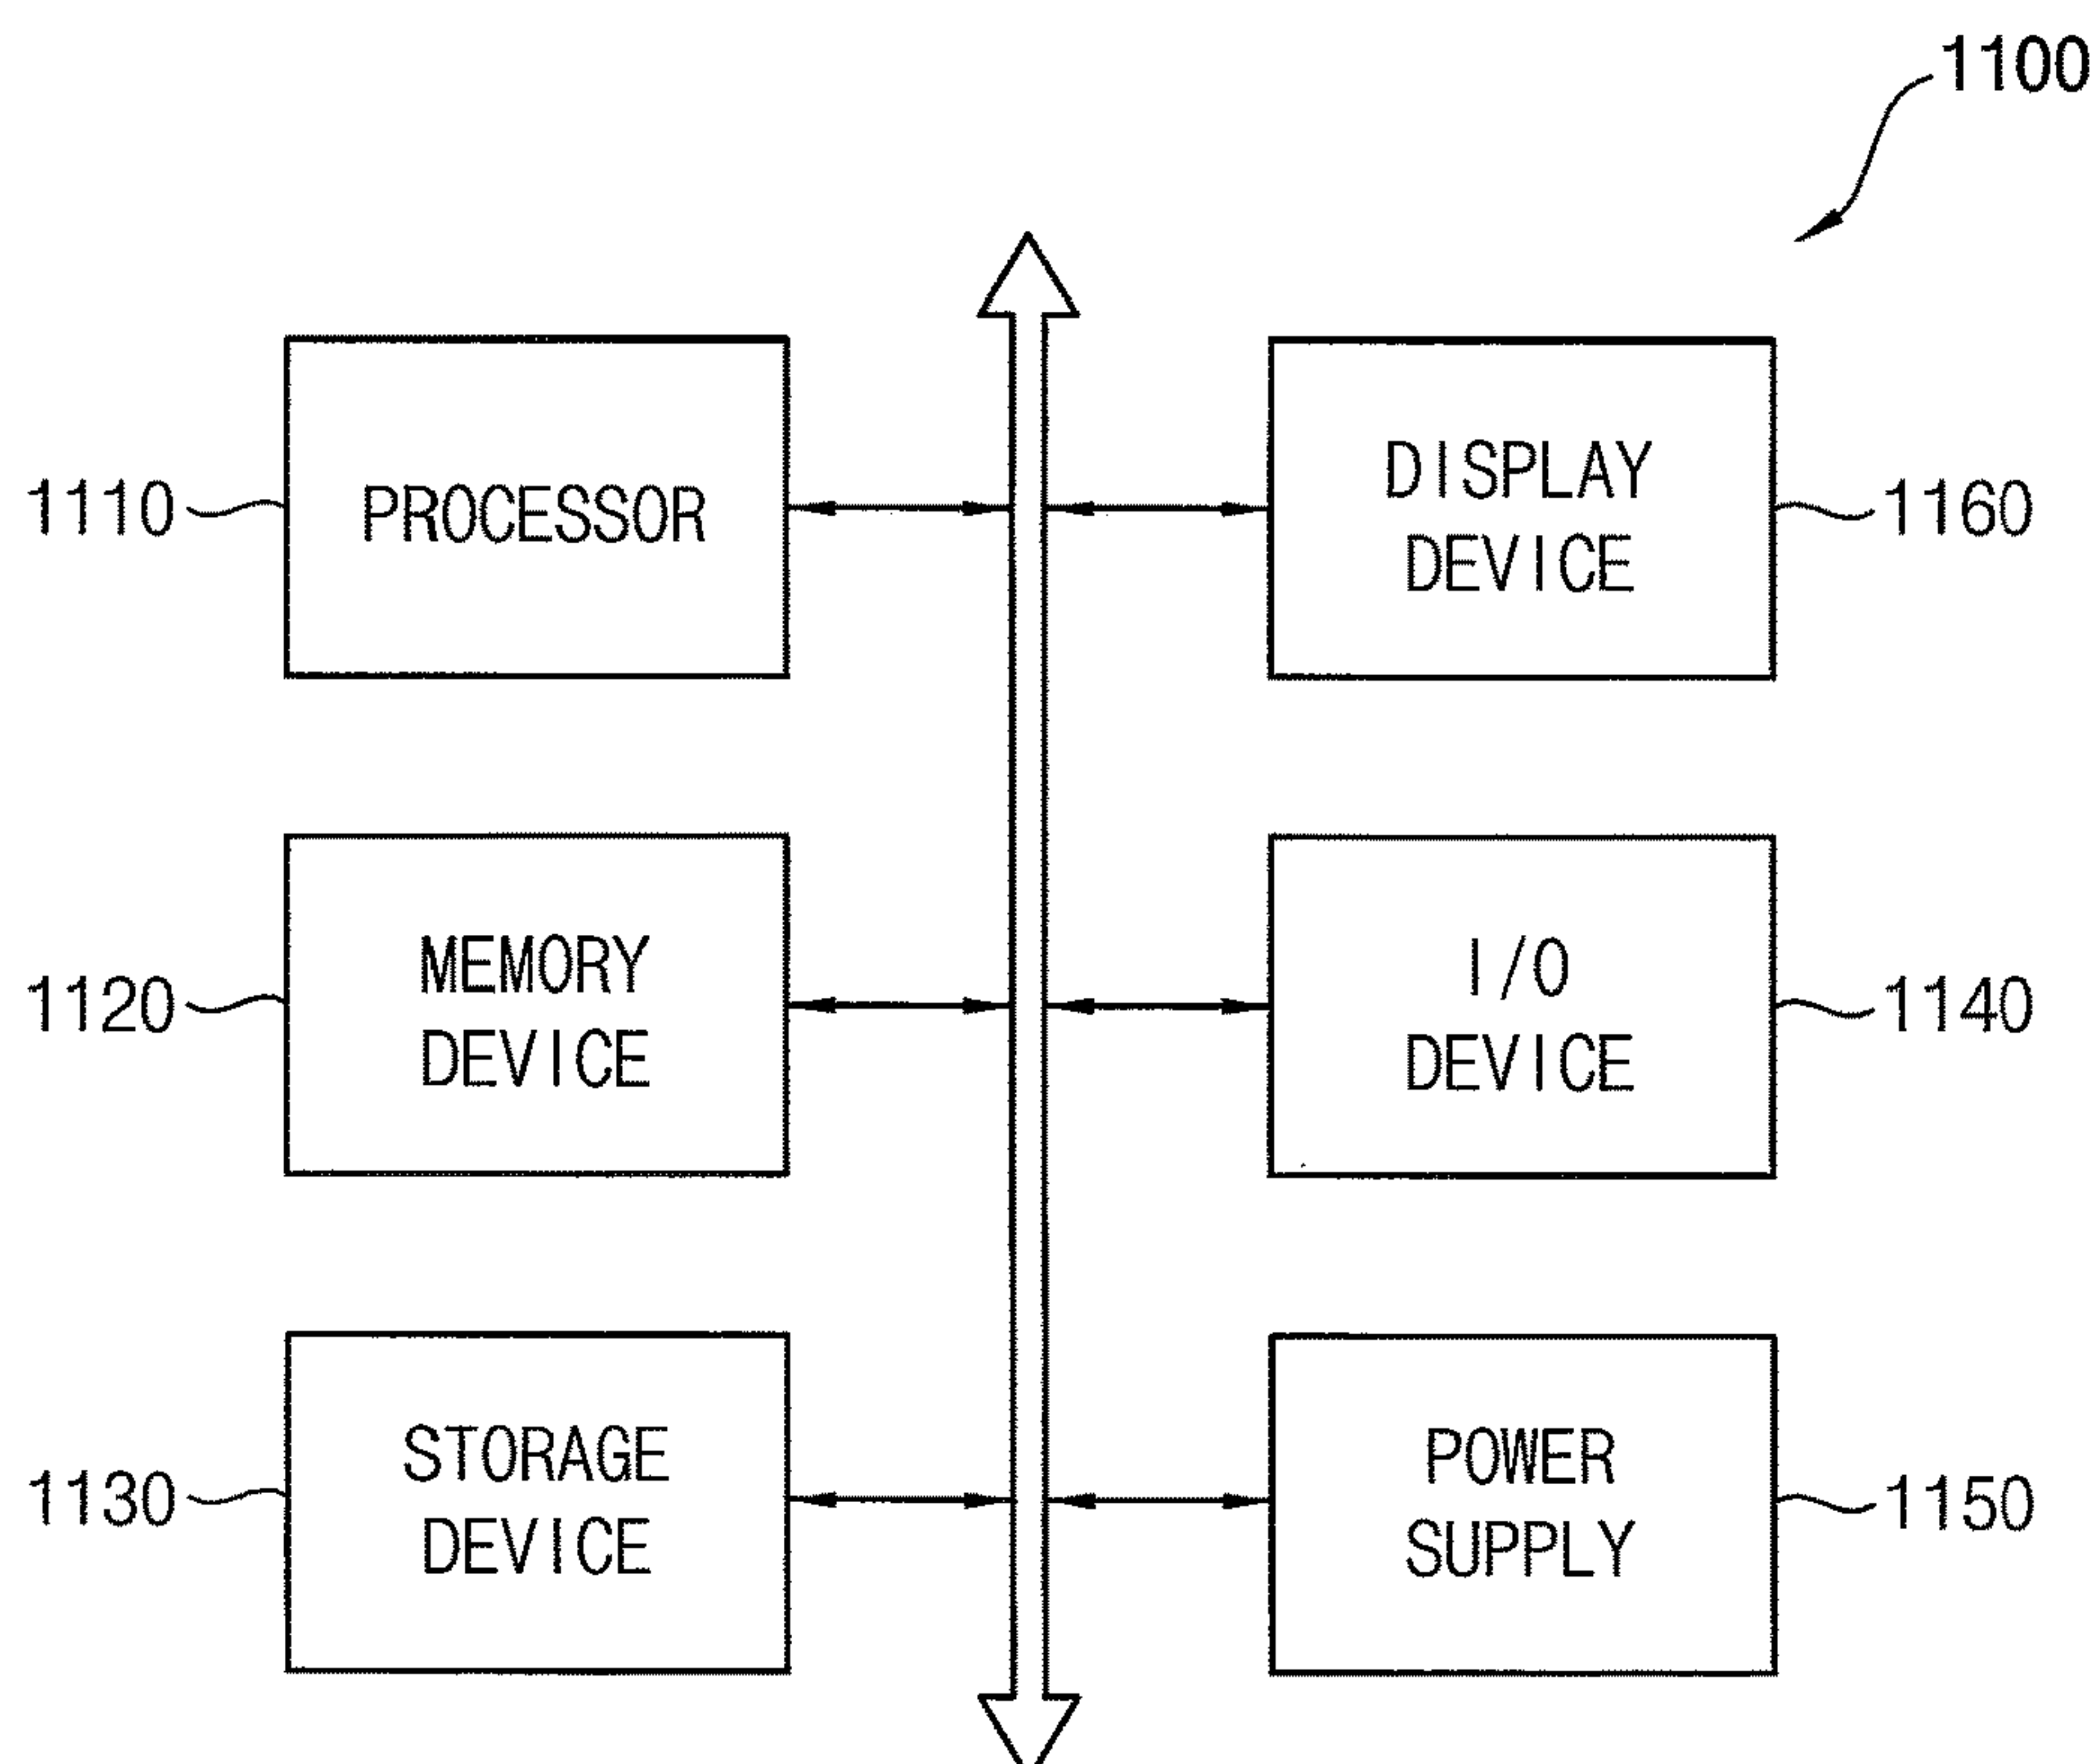 1100
1110
PROCESSOR
DISPLAY
DEVICE
1160
1120
MEMORY
DEVICE
I/O
DEVICE
1140
1130
STORAGE
DEVICE
POWER
SUPPLY
1150